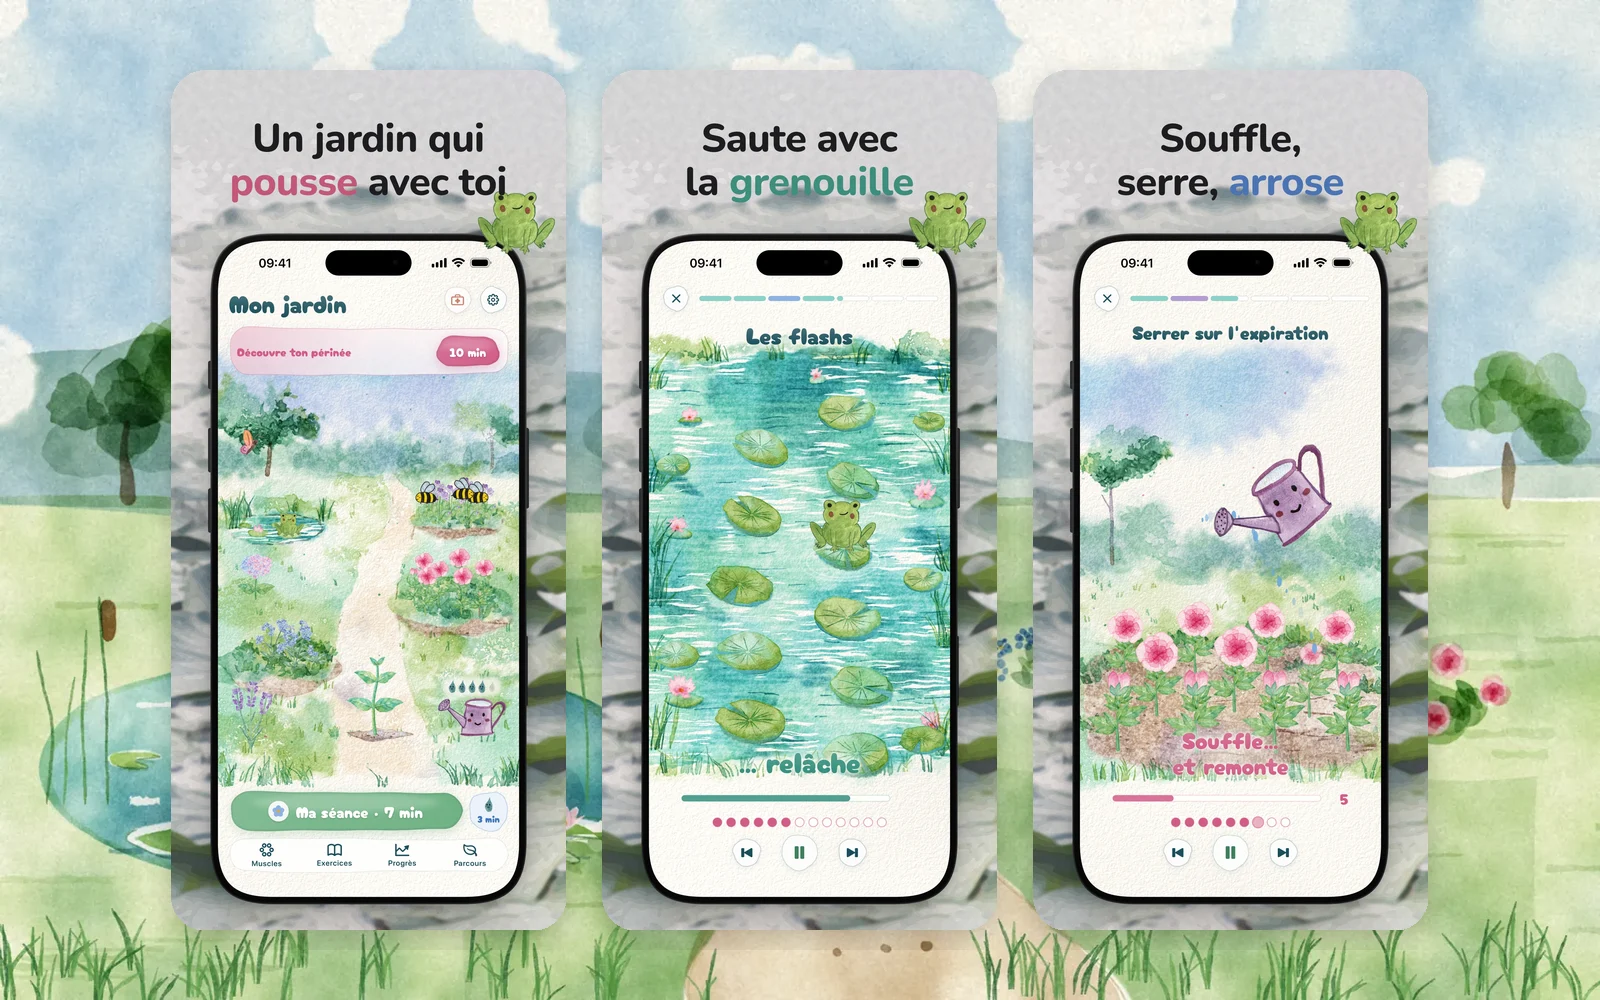 Un jardin qui
pousse avec toi
09:41
Mon jardin
Découvre ton périnée
10 min
Ma séance · 7 min
3 min
Muscles
Exercices
Progrès
Parcours
Saute avec
la grenouille
09:41
Les flashs
... relâche
Souffle,
serre, arrose
09:41
Serrer sur l'expiration
Souffle...
et remonte
5